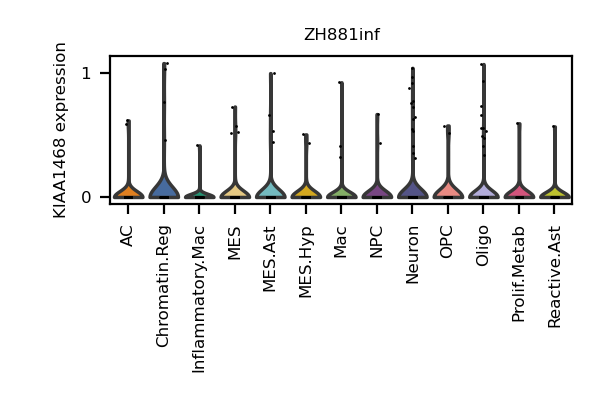 ZH881inf
KIAA1468 expression
1
0
AC
Chromatin.Reg
Inflammatory.Mac
MES
MES.Ast
MES.Hyp
Mac
NPC
Neuron
OPC
Oligo
Prolif.Metab
Reactive.Ast